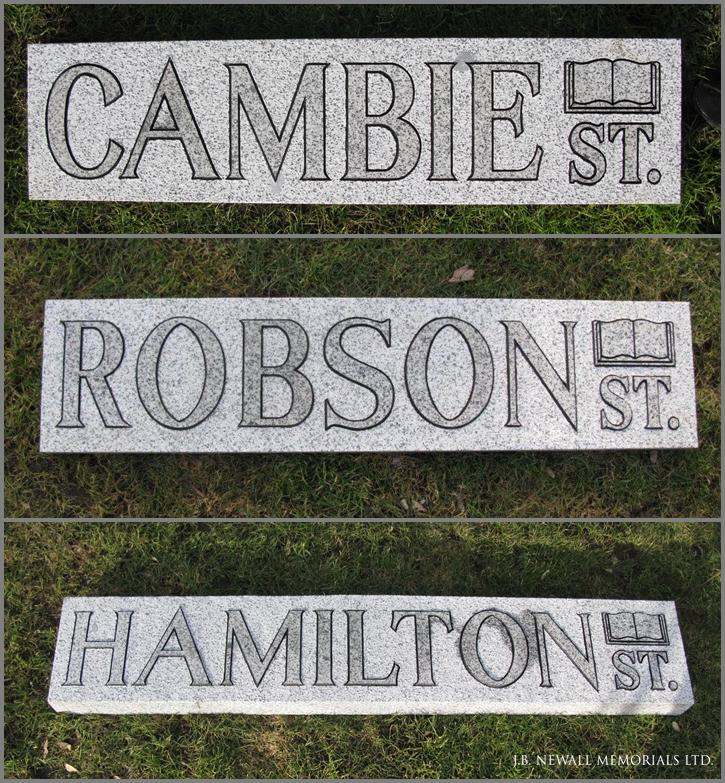 CAMBIE ST.
ROBSON ST.
HAMILTON ST.
J.B. NEWALL MEMORIALS LTD.